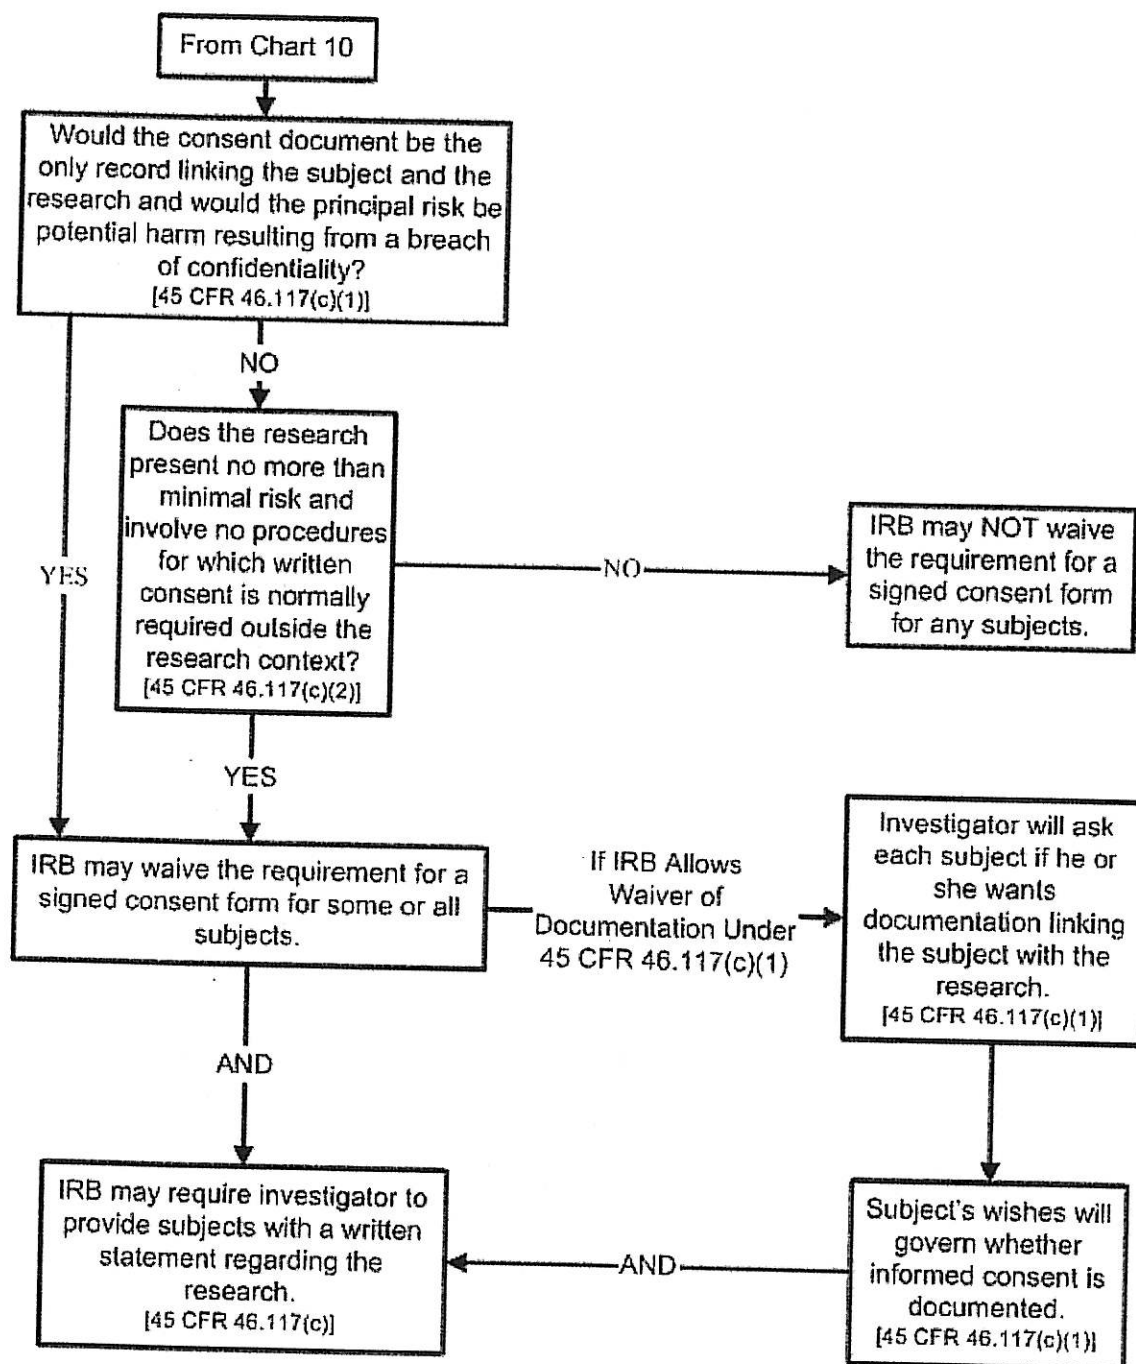 From Chart 10
Would the consent document be the
only record linking the subject and the
research and would the principal risk be
potential harm resulting from a breach
of confidentiality?
[45 CFR 46.117(c)(1)]
NO
YES
Does the research
present no more than
minimal risk and
involve no procedures
for which written
consent is normally
required outside the
research context?
[45 CFR 46.117(c)(2)]
NO
IRB may NOT waive
the requirement for a
signed consent form
for any subjects.
YES
IRB may waive the requirement for a
signed consent form for some or all
subjects.
If IRB Allows
Waiver of
Documentation Under
45 CFR 46.117(c)(1)
Investigator will ask
each subject if he or
she wants
documentation linking
the subject with the
research.
[45 CFR 46.117(c)(1)]
AND
IRB may require investigator to
provide subjects with a written
statement regarding the
research.
[45 CFR 46.117(c)]
AND
Subject's wishes will
govern whether
informed consent is
documented.
[45 CFR 46.117(c)(1)]